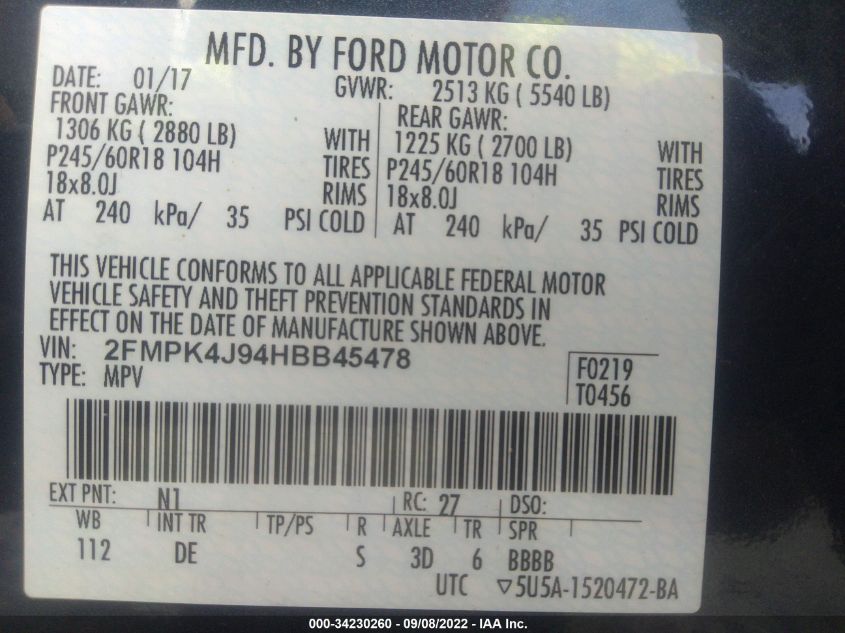 MFD. BY FORD MOTOR CO.
DATE: 01/17 GVWR: 2513 KG ( 5540 LB)
FRONT GAWR: REAR GAWR:
1306 KG ( 2880 LB) WITH 1225 KG ( 2700 LB) WITH
P245/60R18 104H TIRES P245/60R18 104H TIRES
18x8.0J RIMS 18x8.0J RIMS
AT 240 kPa/ 35 PSI COLD AT 240 kPa/ 35 PSI COLD
THIS VEHICLE CONFORMS TO ALL APPLICABLE FEDERAL MOTOR
VEHICLE SAFETY AND THEFT PREVENTION STANDARDS IN
EFFECT ON THE DATE OF MANUFACTURE SHOWN ABOVE.
VIN: 2FMPK4J94HBB45478
TYPE: MPV
F0219
T0456
EXT PNT: N1 RC: 27 DSO:
WB INT TR TP/PS R AXLE TR SPR
112 DE S 3D 6 BBBB
UTC ▽5U5A-1520472-BA
000-34230260 - 09/08/2022 - IAA Inc.